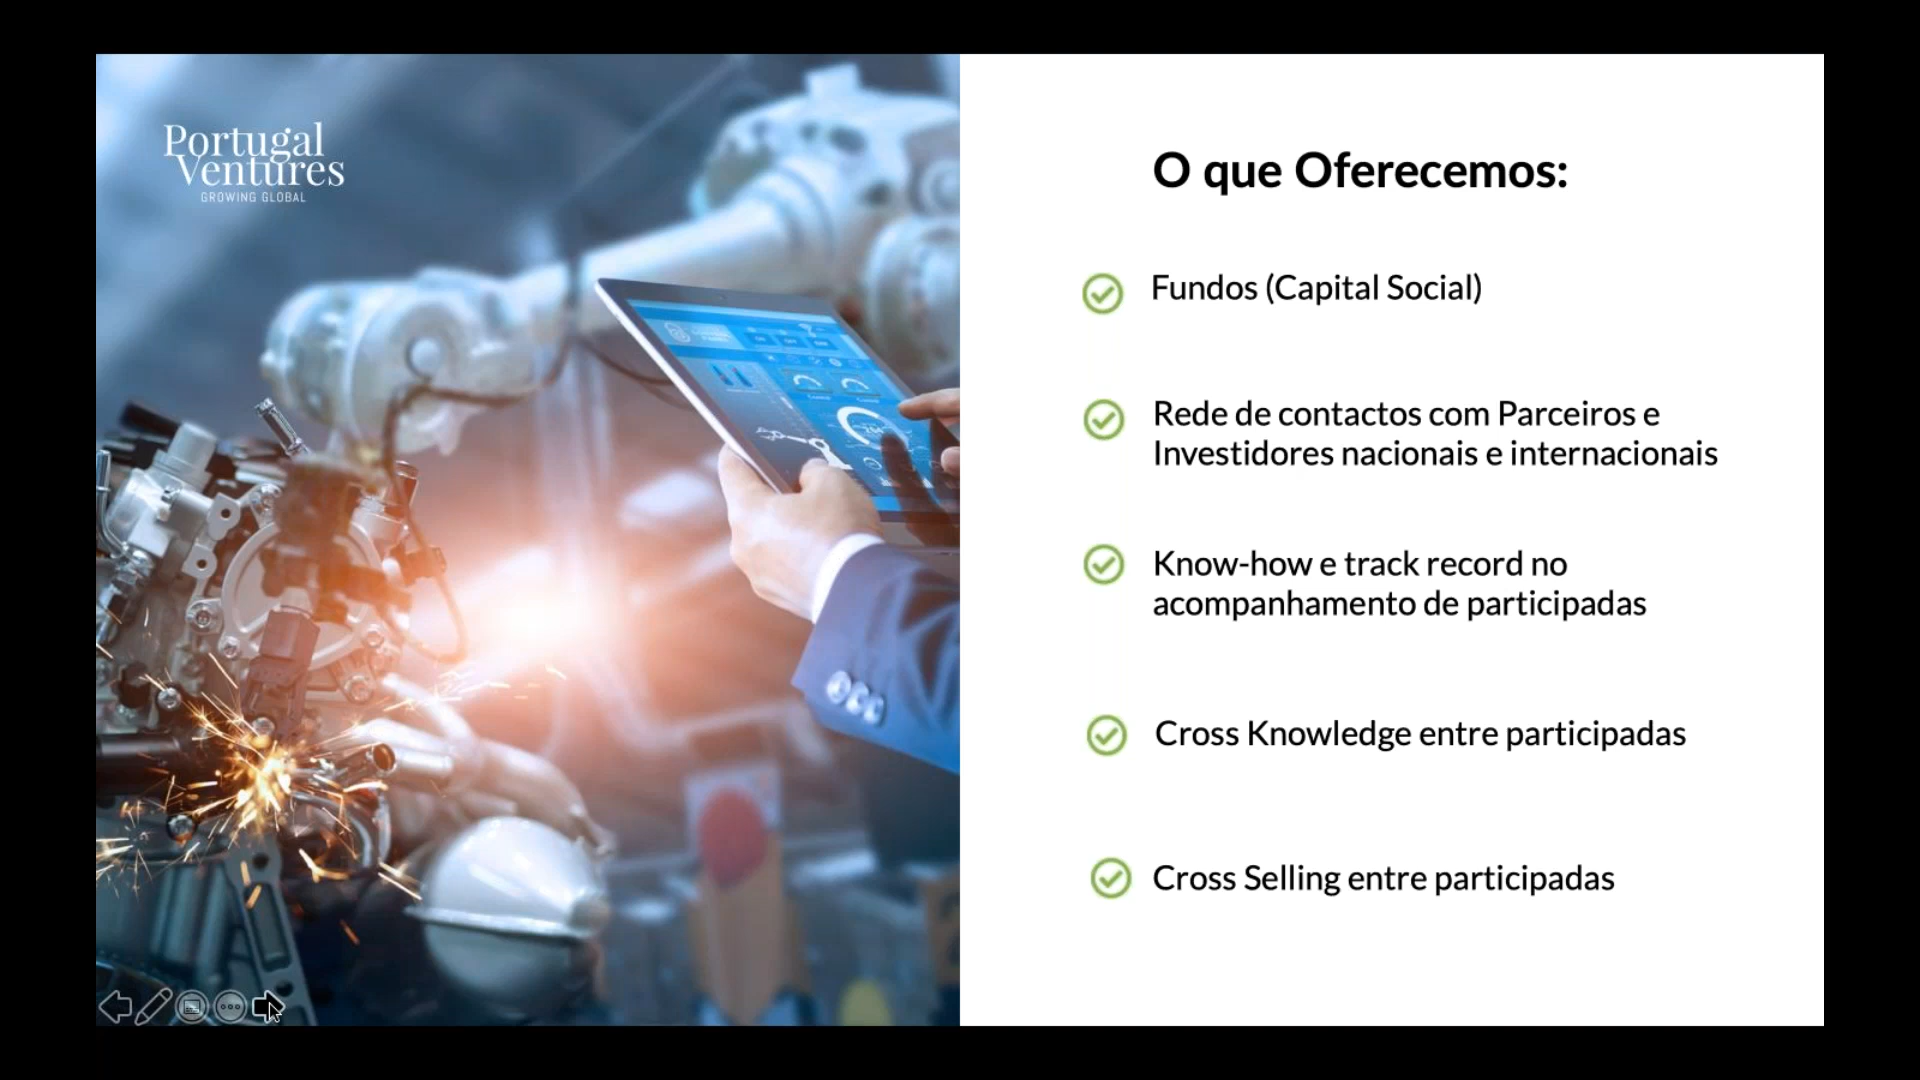 Portugal
Ventures
GROWING GLOBAL
O que Oferecemos:
Fundos (Capital Social)
Rede de contactos com Parceiros e
Investidores nacionais e internacionais
Know-how e track record no
acompanhamento de participadas
Cross Knowledge entre participadas
Cross Selling entre participadas